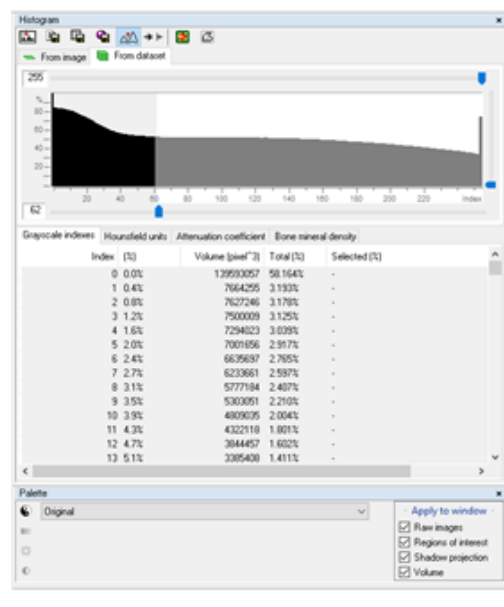 Histogram
From image From dataset
255
%
80
60
40
20
20 40 60 80 100 120 140 160 180 200 220 Index
62
Grayscale indexes Hounsfield units Attenuation coefficient Bone mineral density
Index (%) Volume (pixel^3) Total (%) Selected (%)
0 0.0% 139593057 58.164% -
1 0.4% 7664255 3.193% -
2 0.8% 7627246 3.178% -
3 1.2% 7500009 3.125% -
4 1.6% 7294023 3.039% -
5 2.0% 7001656 2.917% -
6 2.4% 6635697 2.765% -
7 2.7% 6233661 2.597% -
8 3.1% 5777184 2.407% -
9 3.5% 5303051 2.210% -
10 3.9% 4809035 2.004% -
11 4.3% 4322118 1.801% -
12 4.7% 3844457 1.602% -
13 5.1% 3385408 1.411% -
Palette
Original
Apply to window
Raw images
Regions of interest
Shadow projection
Volume